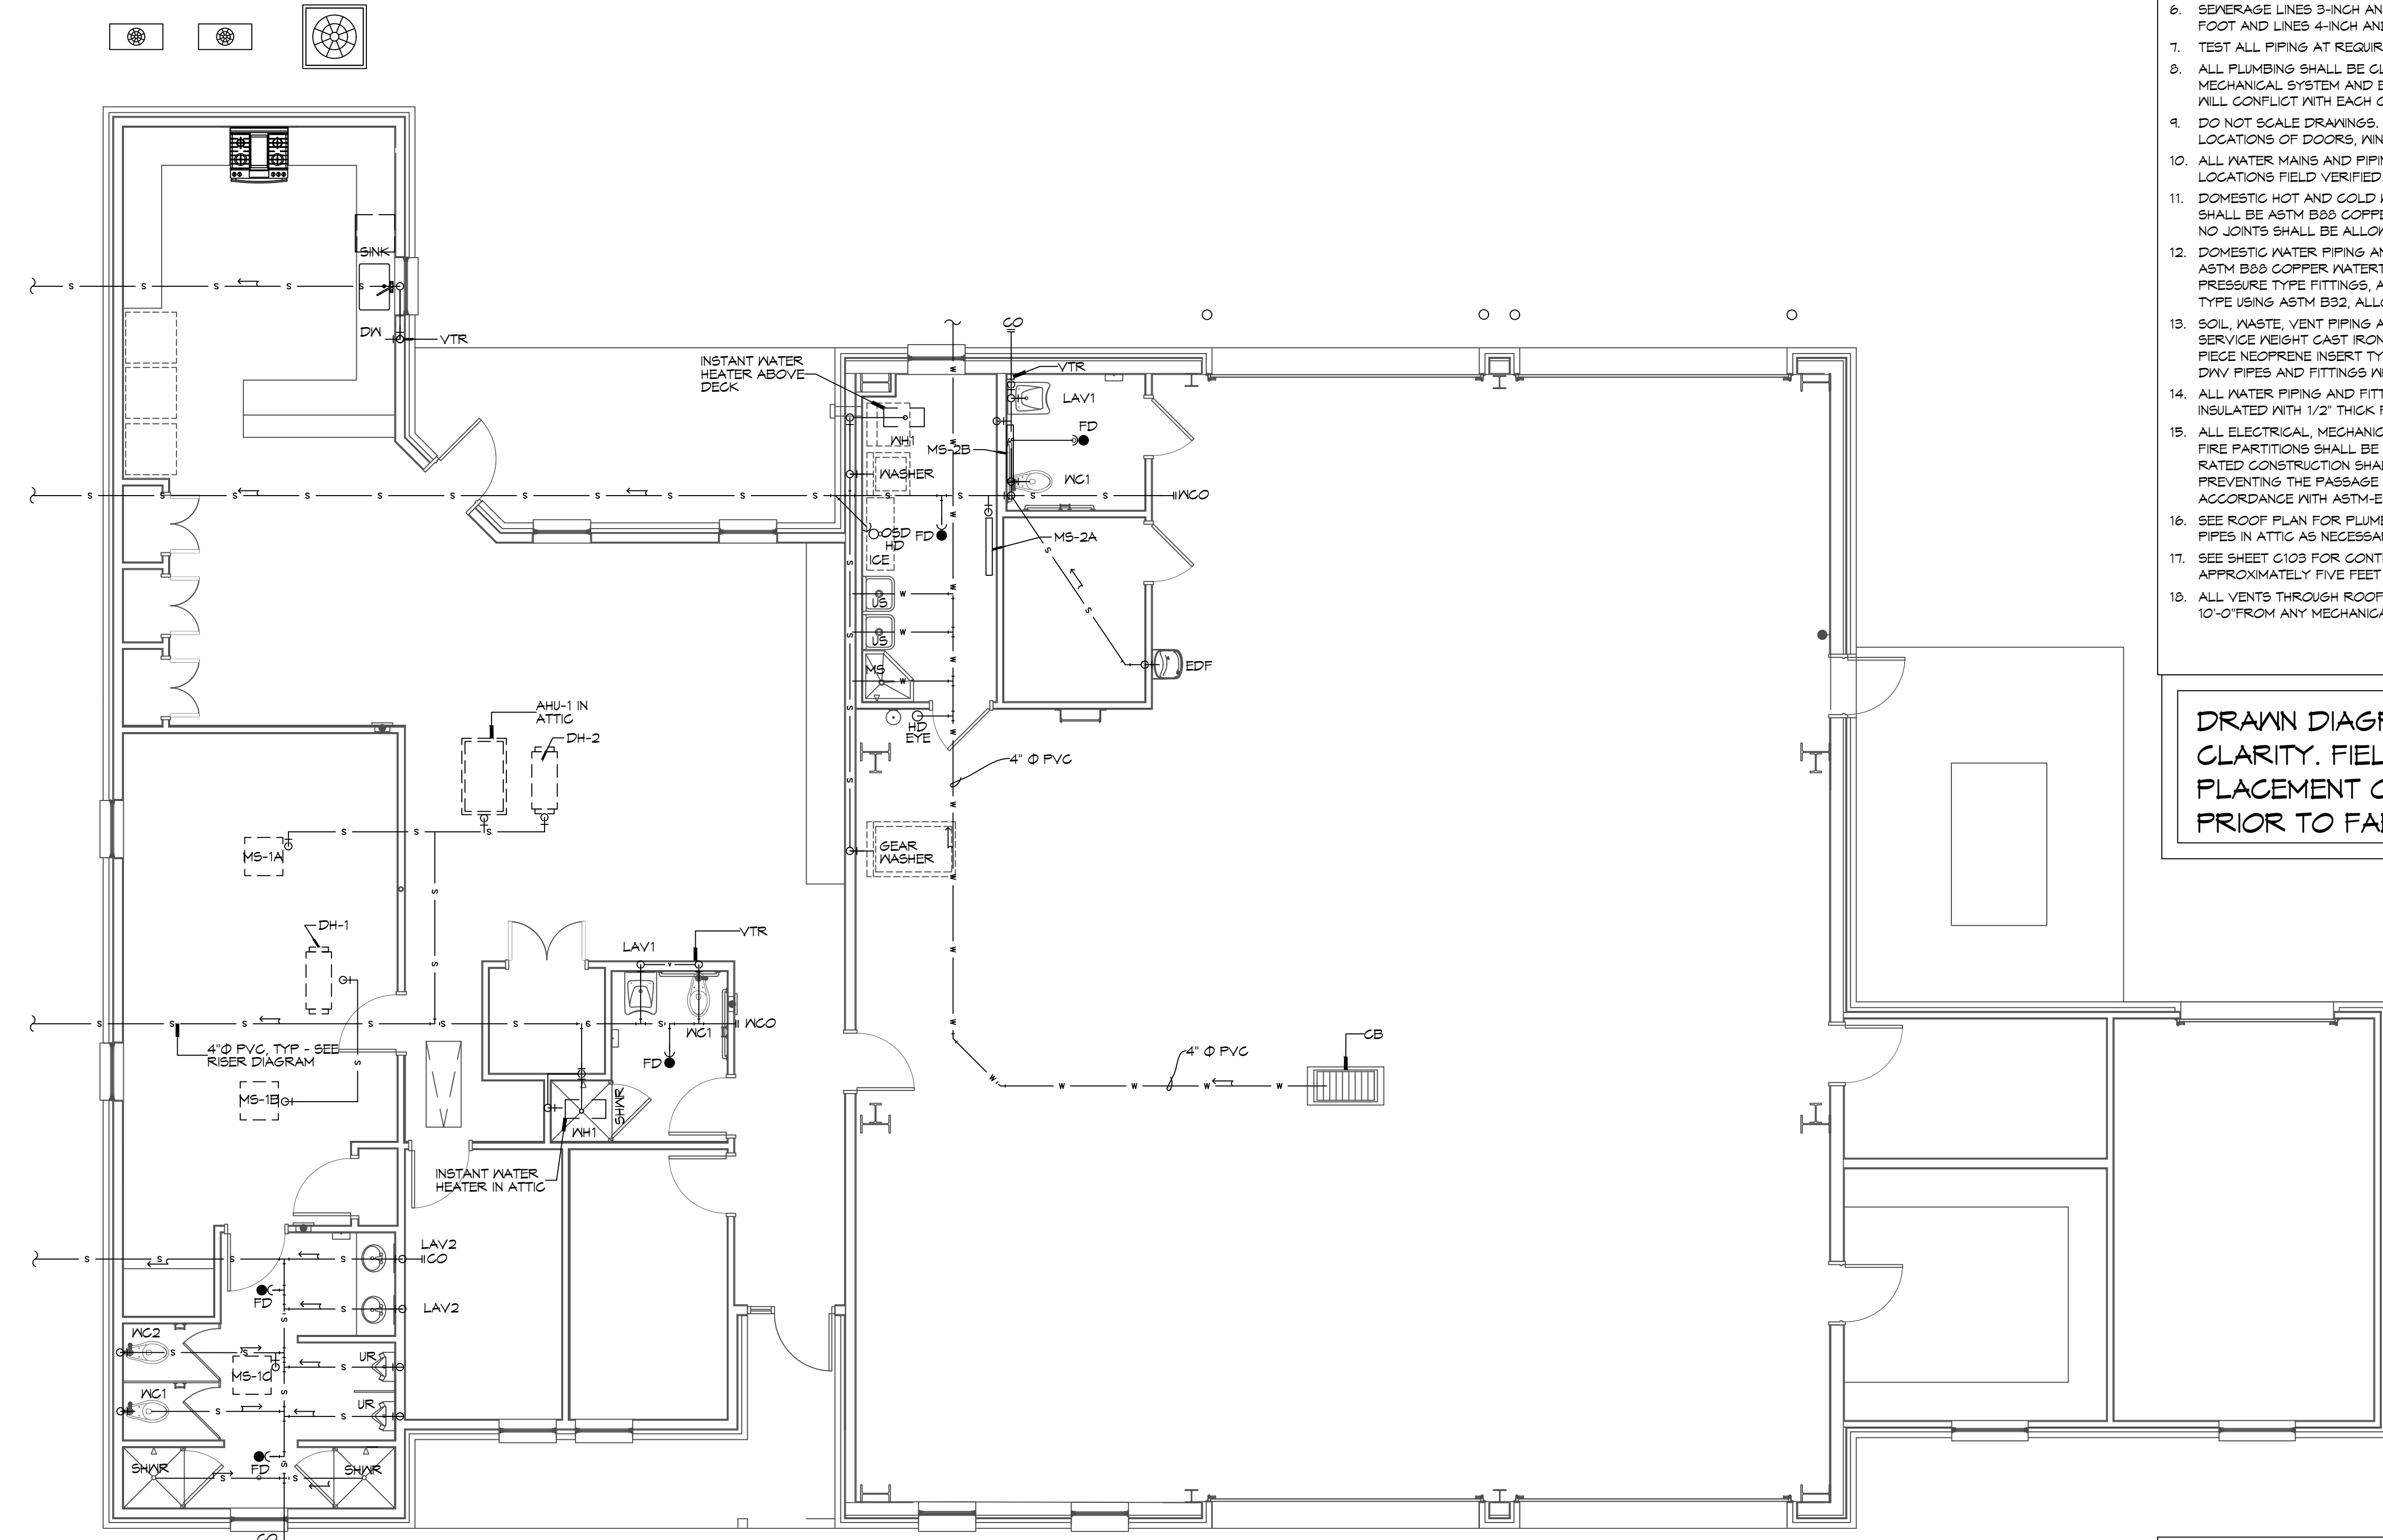 6. SEWERAGE LINES 3-INCH AN
FOOT AND LINES 4-INCH AN
7. TEST ALL PIPING AT REQUIR
8. ALL PLUMBING SHALL BE CL
MECHANICAL SYSTEM AND E
WILL CONFLICT WITH EACH
9. DO NOT SCALE DRAWINGS.
LOCATIONS OF DOORS, WIN
10. ALL WATER MAINS AND PIPIN
LOCATIONS FIELD VERIFIED
11. DOMESTIC HOT AND COLD
SHALL BE ASTM B88 COPPE
NO JOINTS SHALL BE ALLOW
12. DOMESTIC WATER PIPING AN
ASTM B88 COPPER WATERT
PRESSURE TYPE FITTINGS, A
TYPE USING ASTM B32, ALLO
13. SOIL, WASTE, VENT PIPING A
SERVICE WEIGHT CAST IRON
PIECE NEOPRENE INSERT TY
DWV PIPES AND FITTINGS WH
14. ALL WATER PIPING AND FITT
INSULATED WITH 1/2" THICK F
15. ALL ELECTRICAL, MECHANIC
FIRE PARTITIONS SHALL BE
RATED CONSTRUCTION SHAL
PREVENTING THE PASSAGE
ACCORDANCE WITH ASTM-E
16. SEE ROOF PLAN FOR PLUMB
PIPES IN ATTIC AS NECESSA
17. SEE SHEET C103 FOR CONTI
APPROXIMATELY FIVE FEET
18. ALL VENTS THROUGH ROOF
10'-0"FROM ANY MECHANICA
DRAWN DIAGR
CLARITY. FIEL
PLACEMENT
PRIOR TO FA
SINK
DW
VTR
INSTANT WATER
HEATER ABOVE
DECK
CO
VTR
LAV1
FD
WH1
MS-2B
WASHER
WC1
WCO
OSD
HD
FD
ICE
MS-2A
US
US
MS
EDF
HD
EYE
AHU-1 IN
ATTIC
DH-2
4" Φ PVC
GEAR
WASHER
MS-1A
DH-1
LAV1
VTR
WC1
WCO
FD
4"Φ PVC, TYP - SEE
RISER DIAGRAM
MS-1B
4" Φ PVC
CB
SHWR
WH1
INSTANT WATER
HEATER IN ATTIC
LAV2
CO
FD
LAV2
WC2
UR
MS-1C
WC1
UR
SHWR
FD
SHWR
CO